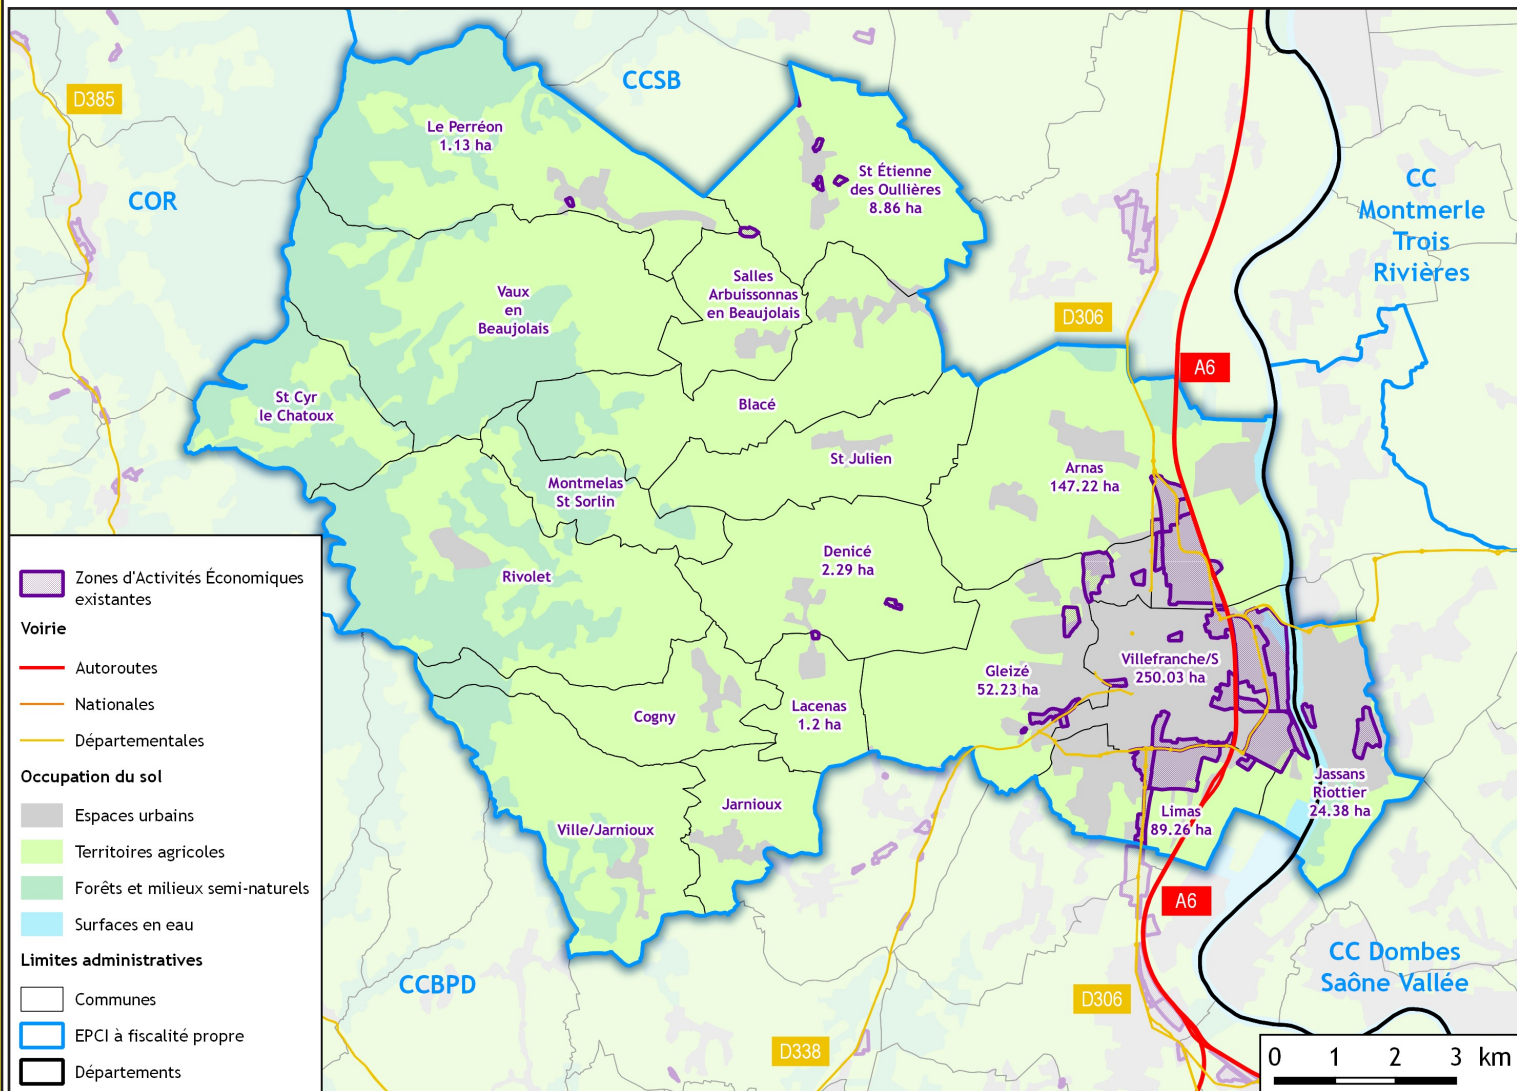 CCSB
D385
Le Perréon
1.13 ha
COR
St Étienne
des Oullières
8.86 ha
CC
Montmerle
Trois
Rivières
Salles
Arbuissonnas
en Beaujolais
Vaux
en
Beaujolais
D306
A6
St Cyr
le Chatoux
Blacé
St Julien
Arnas
147.22 ha
Montmelas
St Sorlin
Denicé
2.29 ha
Rivolet
Villefranche/S
250.03 ha
Gleizé
52.23 ha
Cogny
Lacenas
1.2 ha
Jassans
Riottier
24.38 ha
Jarnioux
Limas
89.26 ha
Ville/Jarnioux
A6
CCBPD
CC Dombes
Saône Vallée
D306
D338
Zones d'Activités Économiques
existantes
Voirie
Autoroutes
Nationales
Départementales
Occupation du sol
Espaces urbains
Territoires agricoles
Forêts et milieux semi-naturels
Surfaces en eau
Limites administratives
Communes
EPCI à fiscalité propre
Départements
0 1 2 3 km